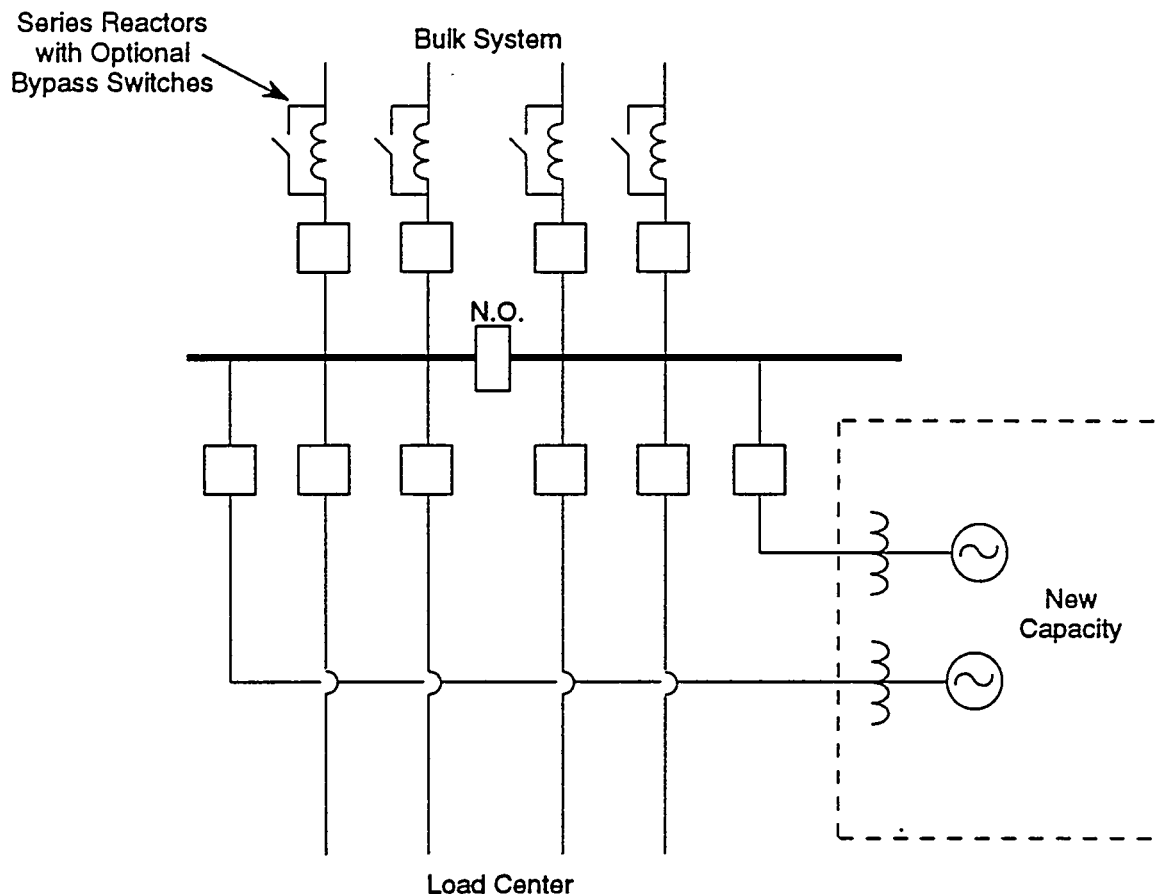 Series Reactors
with Optional
Bypass Switches
Bulk System
N.O.
New
Capacity
Load Center